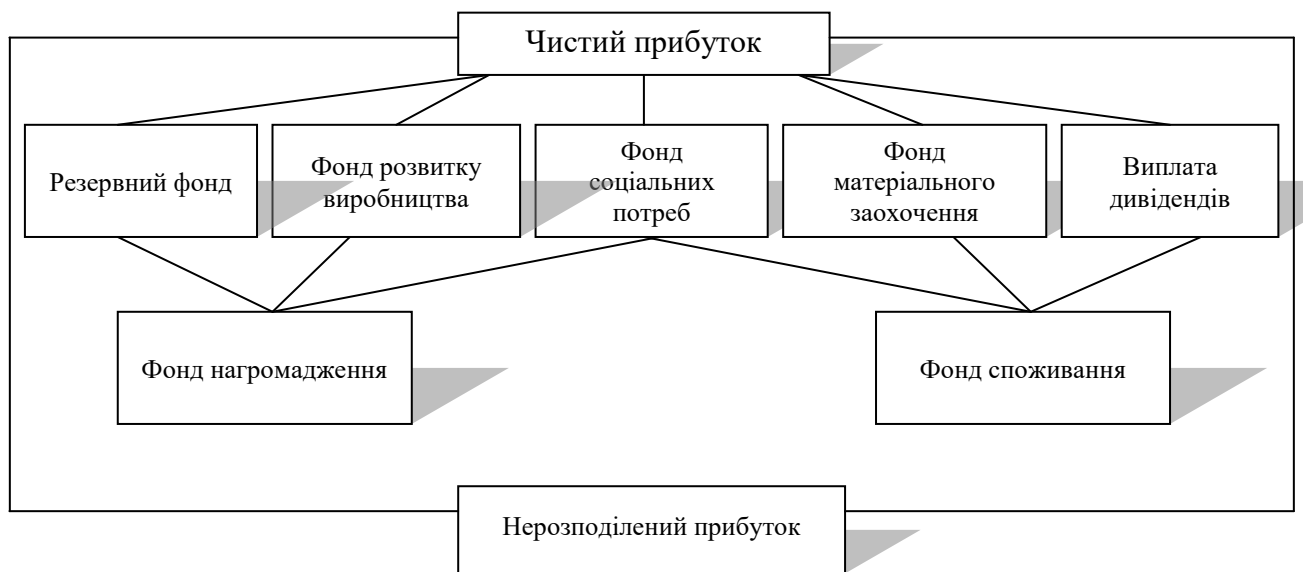 Чистий прибуток
Резервний фонд
Фонд розвитку
виробництва
Фонд
соціальних
потреб
Фонд
матеріального
заохочення
Виплата
дивідендів
Фонд нагромадження
Фонд споживання
Нерозподілений прибуток